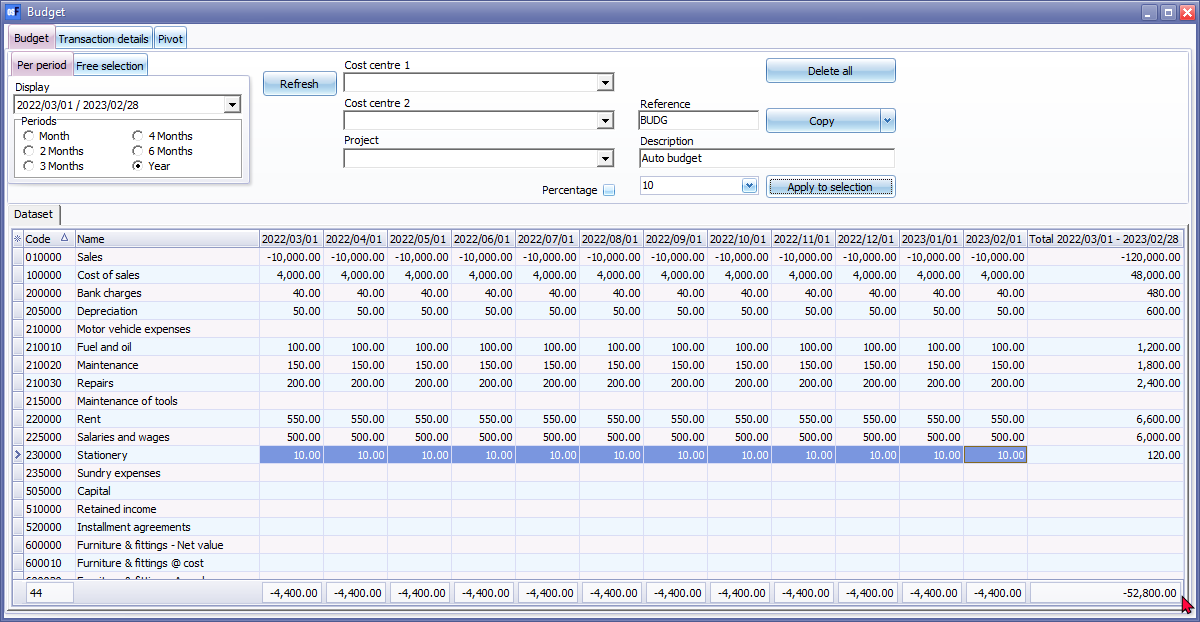 Budget
Budget Transaction details Pivot
Per period Free selection
Display
2022/03/01 / 2023/02/28
Periods
Month 4 Months
2 Months 6 Months
3 Months Year
Refresh
Cost centre 1
Cost centre 2
Project
Percentage
Reference
BUDG
Description
Auto budget
10
Delete all
Copy
Apply to selection
Dataset
Code Name 2022/03/01 2022/04/01 2022/05/01 2022/06/01 2022/07/01 2022/08/01 2022/09/01 2022/10/01 2022/11/01 2022/12/01 2023/01/01 2023/02/01 Total 2022/03/01 - 2023/02/28
010000 Sales -10,000.00 -10,000.00 -10,000.00 -10,000.00 -10,000.00 -10,000.00 -10,000.00 -10,000.00 -10,000.00 -10,000.00 -10,000.00 -10,000.00 -120,000.00
100000 Cost of sales 4,000.00 4,000.00 4,000.00 4,000.00 4,000.00 4,000.00 4,000.00 4,000.00 4,000.00 4,000.00 4,000.00 4,000.00 48,000.00
200000 Bank charges 40.00 40.00 40.00 40.00 40.00 40.00 40.00 40.00 40.00 40.00 40.00 40.00 480.00
205000 Depreciation 50.00 50.00 50.00 50.00 50.00 50.00 50.00 50.00 50.00 50.00 50.00 50.00 600.00
210000 Motor vehicle expenses
210010 Fuel and oil 100.00 100.00 100.00 100.00 100.00 100.00 100.00 100.00 100.00 100.00 100.00 100.00 1,200.00
210020 Maintenance 150.00 150.00 150.00 150.00 150.00 150.00 150.00 150.00 150.00 150.00 150.00 150.00 1,800.00
210030 Repairs 200.00 200.00 200.00 200.00 200.00 200.00 200.00 200.00 200.00 200.00 200.00 200.00 2,400.00
215000 Maintenance of tools
220000 Rent 550.00 550.00 550.00 550.00 550.00 550.00 550.00 550.00 550.00 550.00 550.00 550.00 6,600.00
225000 Salaries and wages 500.00 500.00 500.00 500.00 500.00 500.00 500.00 500.00 500.00 500.00 500.00 500.00 6,000.00
230000 Stationery 10.00 10.00 10.00 10.00 10.00 10.00 10.00 10.00 10.00 10.00 10.00 10.00 120.00
235000 Sundry expenses
505000 Capital
510000 Retained income
520000 Installment agreements
600000 Furniture & fittings - Net value
600010 Furniture & fittings @ cost
44 -4,400.00 -4,400.00 -4,400.00 -4,400.00 -4,400.00 -4,400.00 -4,400.00 -4,400.00 -4,400.00 -4,400.00 -4,400.00 -4,400.00 -52,800.00